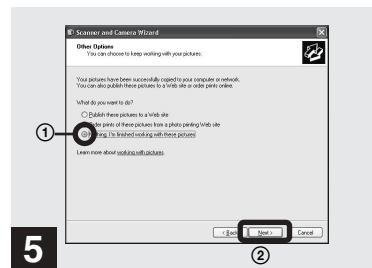 Scanner and Camera Wizard
Other Options
You can choose to keep working with your pictures.
Your pictures have been successfully copied to your computer or network.
You can also publish these pictures to a Web site or order prints online.
What do you want to do?
Publish these pictures to a Web site
Order prints of these pictures from a photo printing Web site
1
Nothing. I'm finished working with these pictures
Learn more about working with pictures.
< Back
Next >
Cancel
5
2